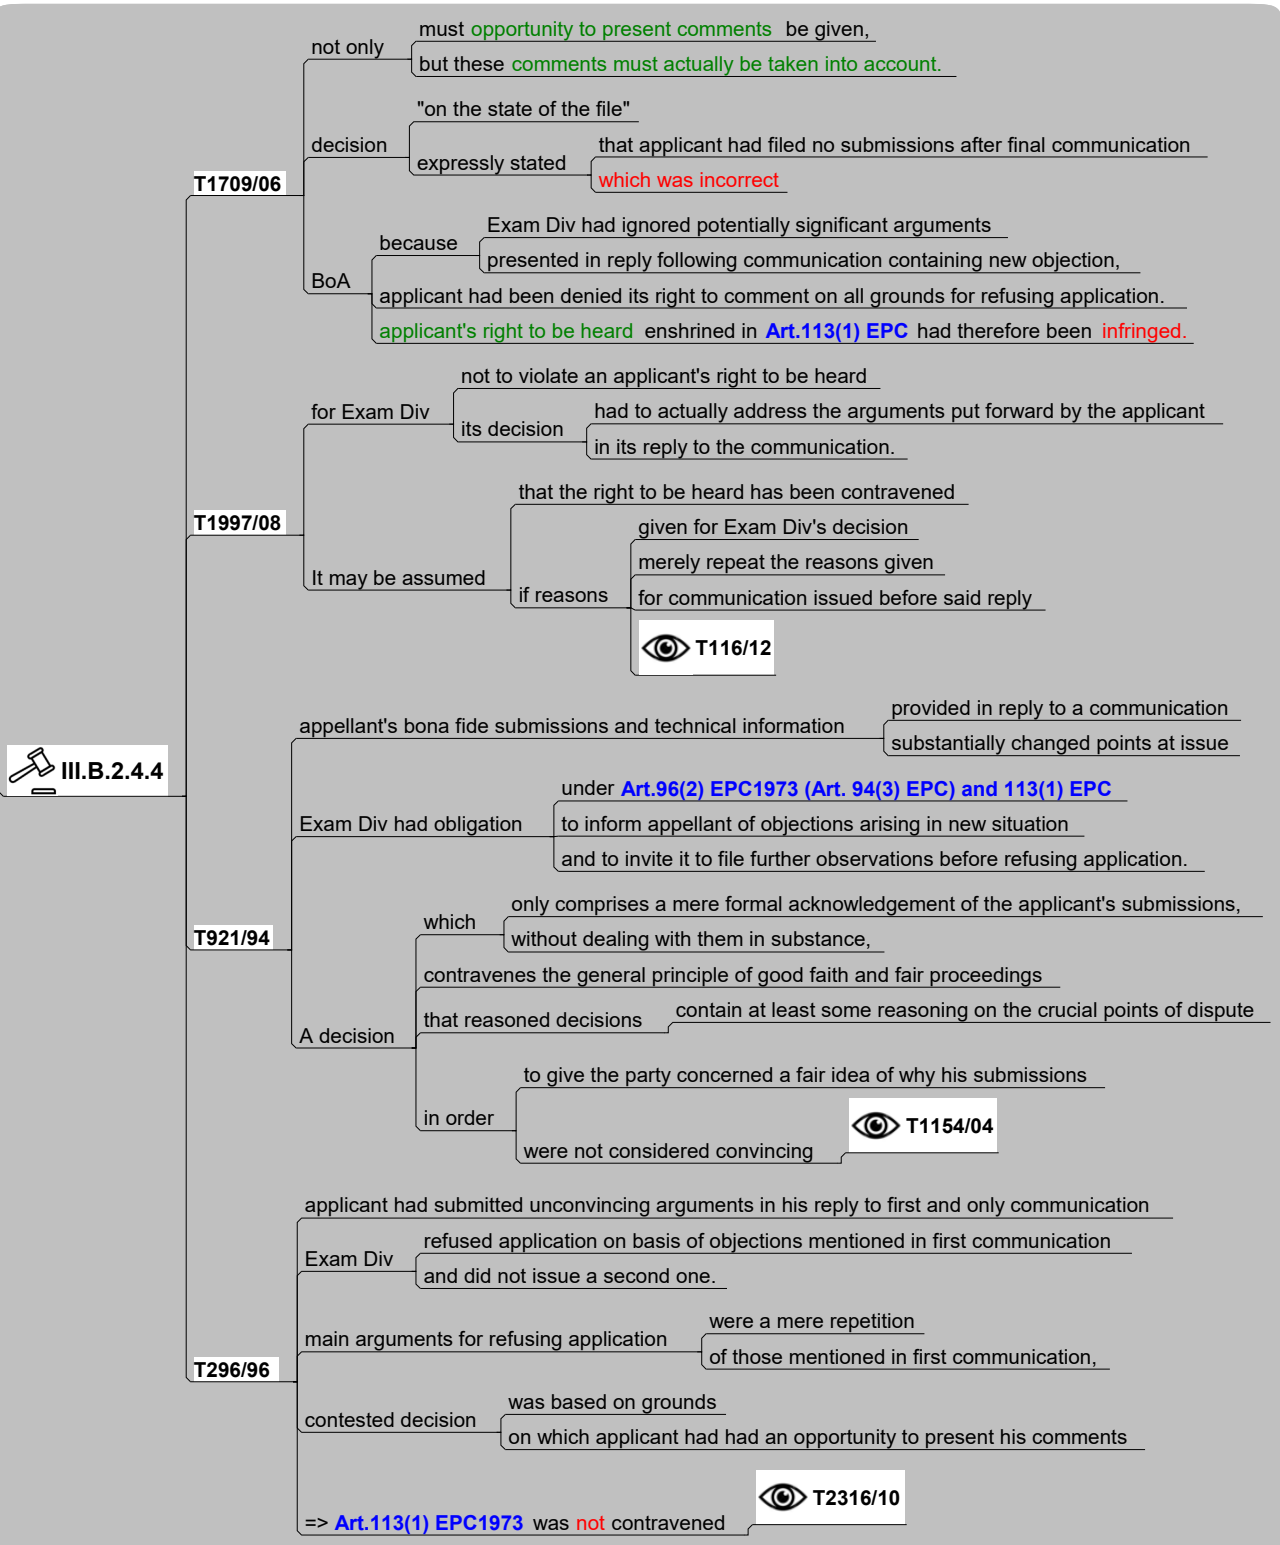 III.B.2.4.4
T1709/06
not only
must opportunity to present comments be given,
but these comments must actually be taken into account.
decision
"on the state of the file"
expressly stated
that applicant had filed no submissions after final communication
which was incorrect
BoA
because
Exam Div had ignored potentially significant arguments
presented in reply following communication containing new objection,
applicant had been denied its right to comment on all grounds for refusing application.
applicant's right to be heard enshrined in Art.113(1) EPC had therefore been infringed.
T1997/08
for Exam Div
not to violate an applicant's right to be heard
its decision
had to actually address the arguments put forward by the applicant
in its reply to the communication.
It may be assumed
that the right to be heard has been contravened
if reasons
given for Exam Div's decision
merely repeat the reasons given
for communication issued before said reply
T116/12
T921/94
appellant's bona fide submissions and technical information
provided in reply to a communication
substantially changed points at issue
Exam Div had obligation
under Art.96(2) EPC1973 (Art. 94(3) EPC) and 113(1) EPC
to inform appellant of objections arising in new situation
and to invite it to file further observations before refusing application.
A decision
which
only comprises a mere formal acknowledgement of the applicant's submissions,
without dealing with them in substance,
contravenes the general principle of good faith and fair proceedings
that reasoned decisions
contain at least some reasoning on the crucial points of dispute
in order
to give the party concerned a fair idea of why his submissions
were not considered convincing
T1154/04
T296/96
applicant had submitted unconvincing arguments in his reply to first and only communication
Exam Div
refused application on basis of objections mentioned in first communication
and did not issue a second one.
main arguments for refusing application
were a mere repetition
of those mentioned in first communication,
contested decision
was based on grounds
on which applicant had had an opportunity to present his comments
=> Art.113(1) EPC1973 was not contravened
T2316/10